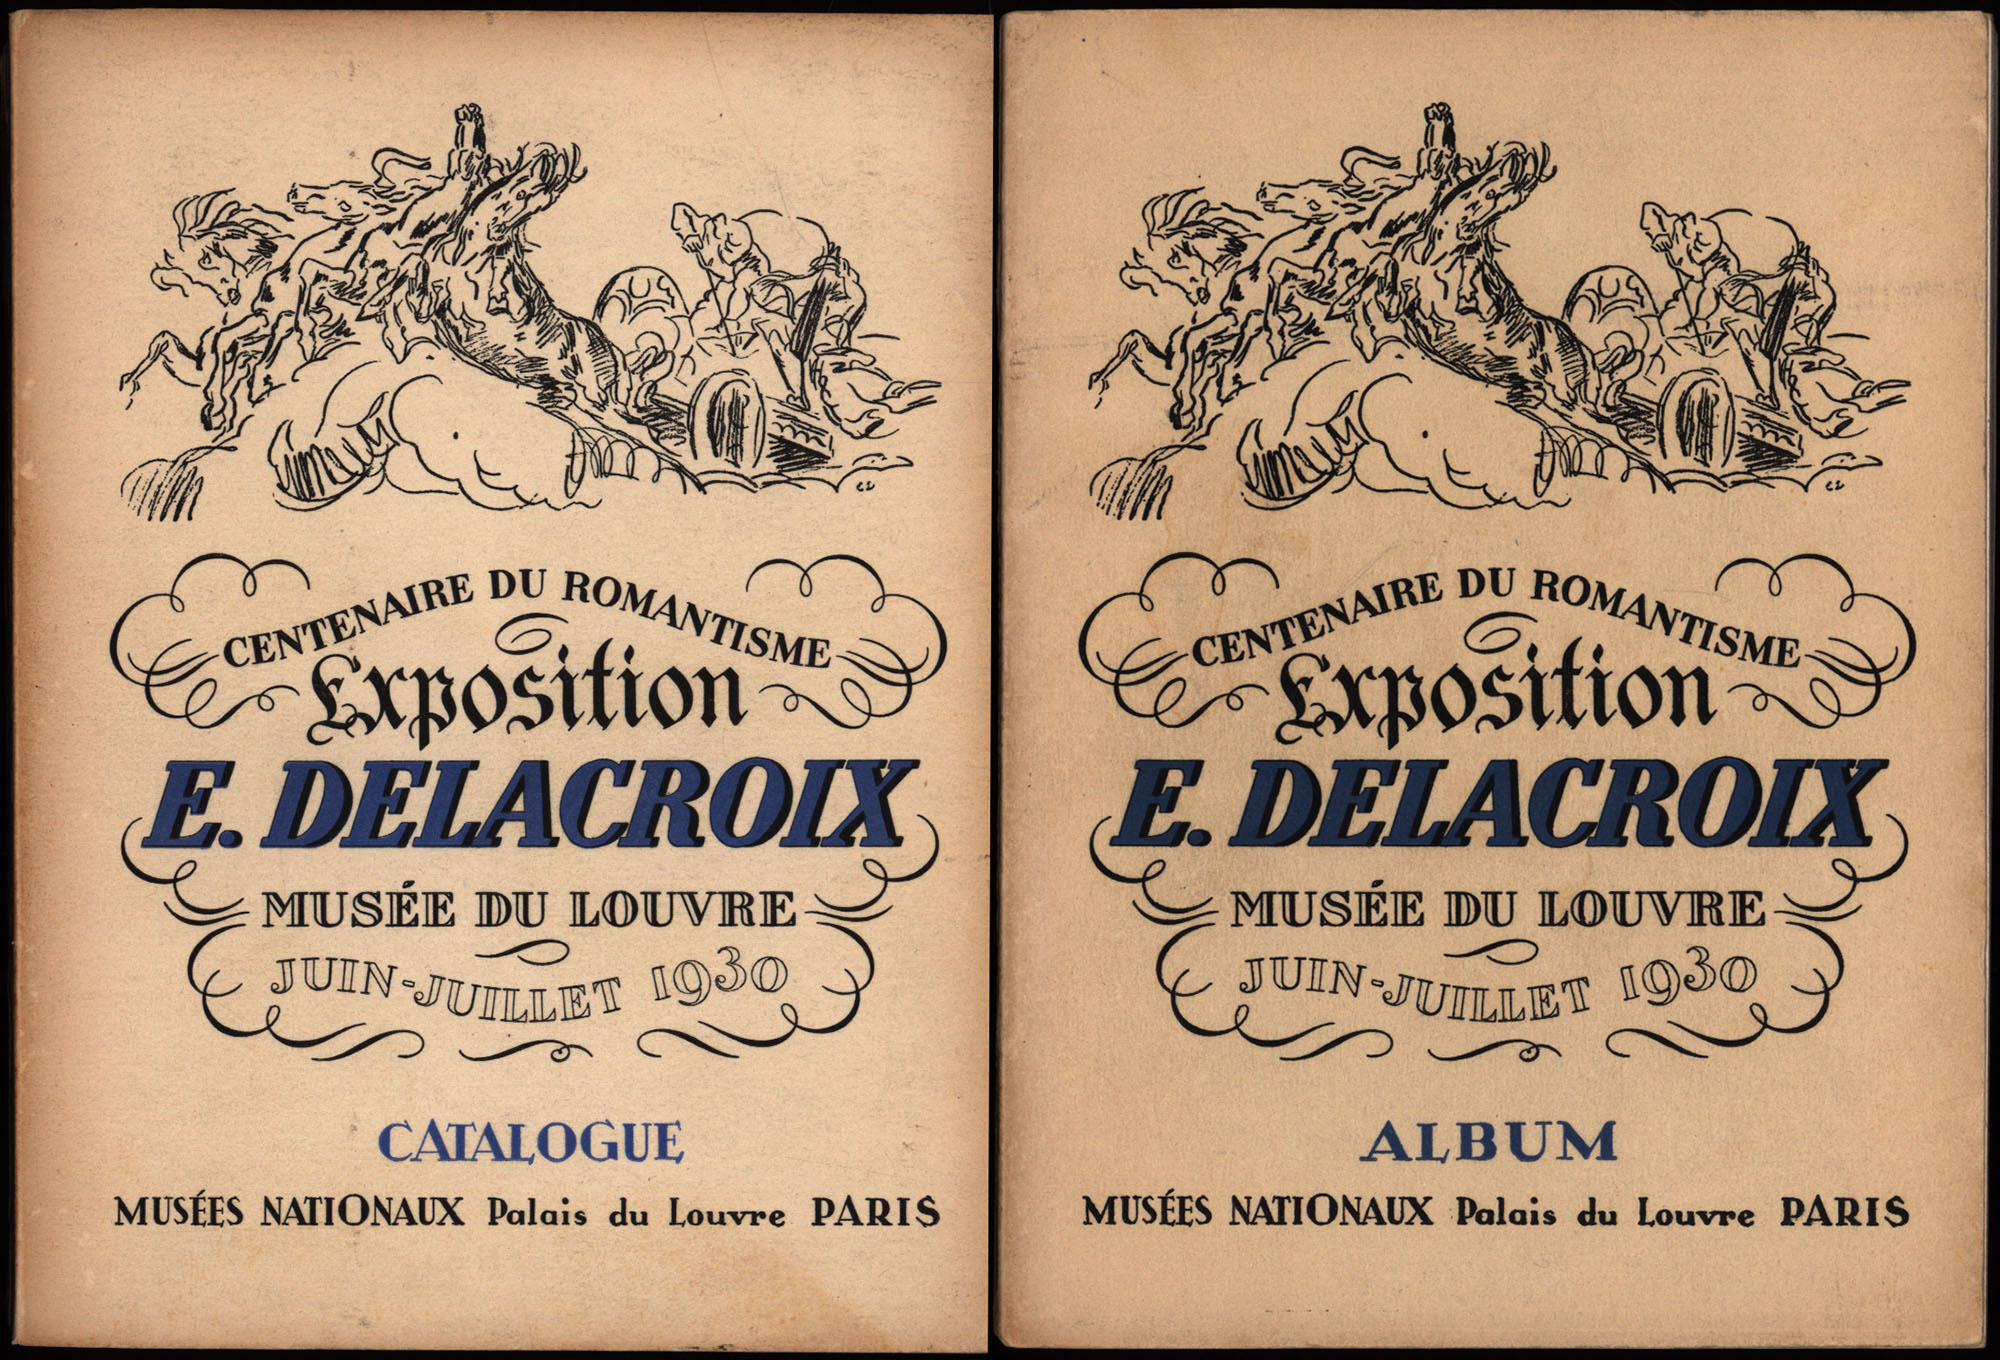 CENTENAIRE DU ROMANTISME
Exposition
E. DELACROIX
MUSÉE DU LOUVRE
JUIN-JUILLET 1930
CATALOGUE
MUSÉES NATIONAUX Palais du Louvre PARIS
CENTENAIRE DU ROMANTISME
Exposition
E. DELACROIX
MUSÉE DU LOUVRE
JUIN-JUILLET 1930
ALBUM
MUSÉES NATIONAUX Palais du Louvre PARIS